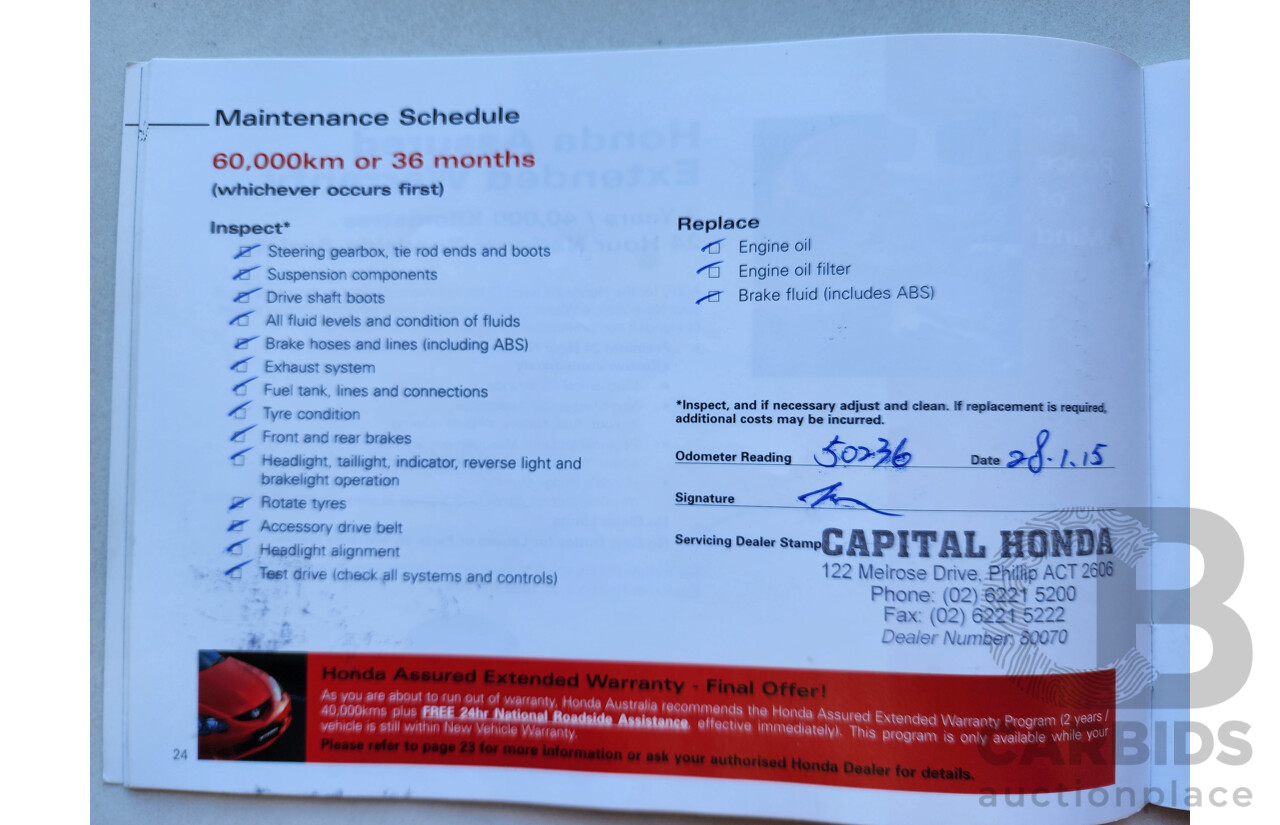 Maintenance Schedule
60,000km or 36 months
(whichever occurs first)
Inspect*
Steering gearbox, tie rod ends and boots
Suspension components
Drive shaft boots
All fluid levels and condition of fluids
Brake hoses and lines (including ABS)
Exhaust system
Fuel tank, lines and connections
Tyre condition
Front and rear brakes
Headlight, taillight, indicator, reverse light and
brakelight operation
Rotate tyres
Accessory drive belt
Headlight alignment
Test drive (check all systems and controls)
Replace
Engine oil
Engine oil filter
Brake fluid (includes ABS)
*Inspect, and if necessary adjust and clean. If replacement is required,
additional costs may be incurred.
Odometer Reading 50236 Date 28.1.15
Signature
Servicing Dealer Stamp CAPITAL HONDA
122 Melrose Drive, Phillip ACT 2606
Phone: (02) 6221 5200
Fax: (02) 6221 5222
Dealer Number: 80070
Honda Assured Extended Warranty - Final Offer!
As you are about to run out of warranty, Honda Australia recommends the Honda Assured Extended Warranty Program (2 years /
40,000kms plus FREE 24hr National Roadside Assistance, effective immediately). This program is only available while your
vehicle is still within New Vehicle Warranty.
Please refer to page 23 for more information or ask your authorised Honda Dealer for details.
24
CARBIDS
auctionplace